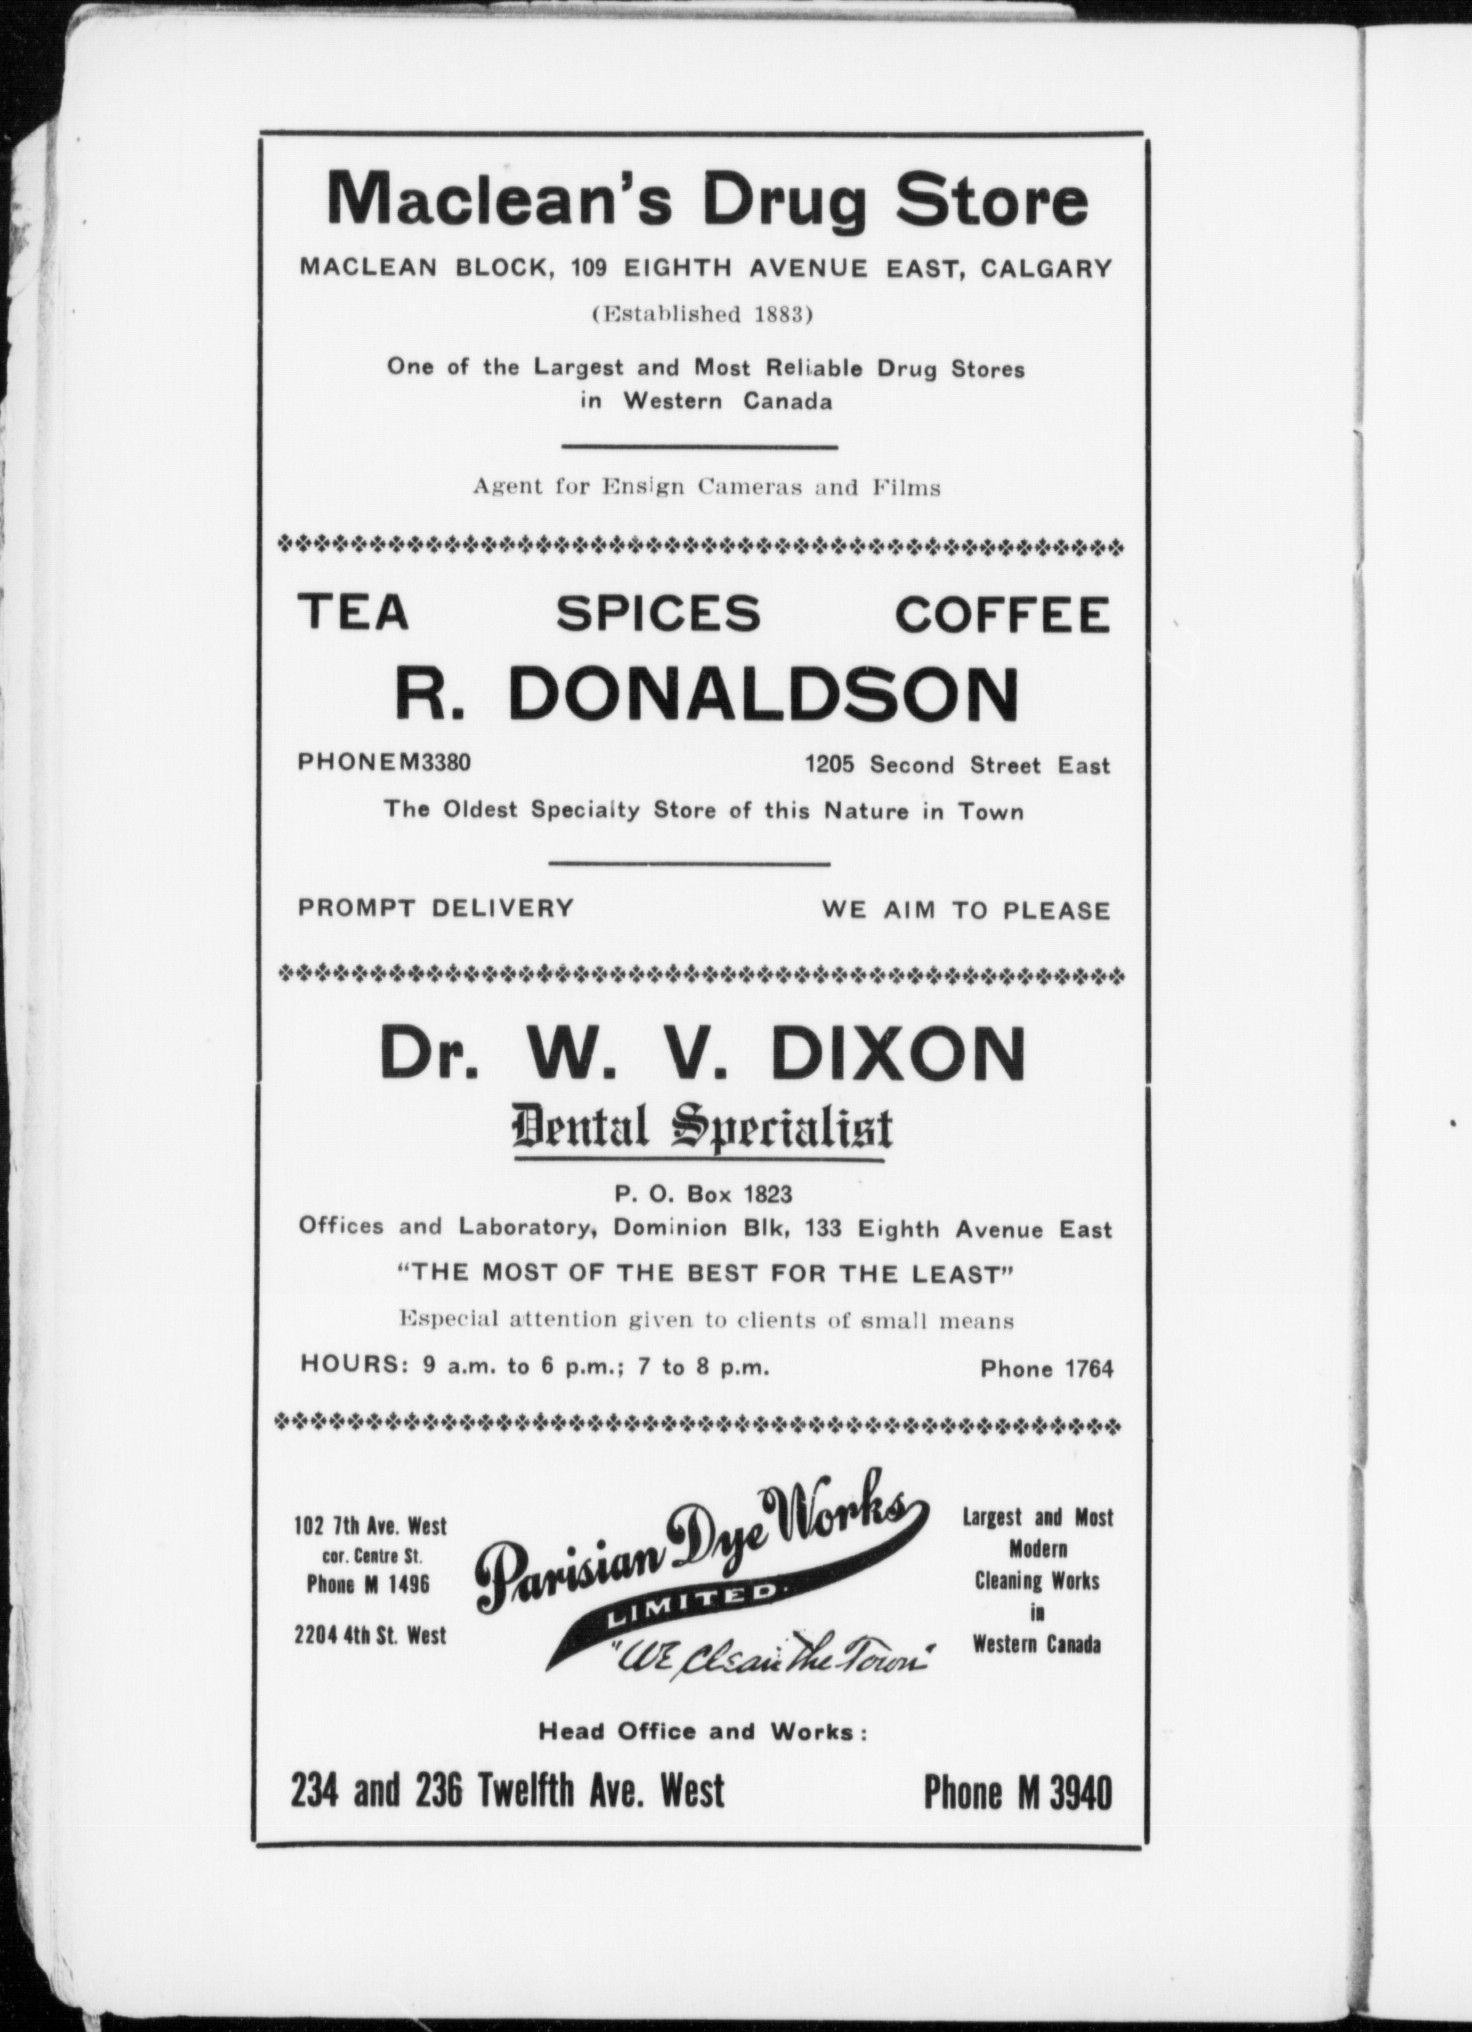 Maclean's Drug Store
MACLEAN BLOCK, 109 EIGHTH AVENUE EAST, CALGARY
(Established 1883)
One of the Largest and Most Reliable Drug Stores
in Western Canada
Agent for Ensign Cameras and Films
TEA SPICES COFFEE
R. DONALDSON
PHONEM3380 1205 Second Street East
The Oldest Specialty Store of this Nature in Town
PROMPT DELIVERY WE AIM TO PLEASE
Dr. W. V. DIXON
Dental Specialist
P. O. Box 1823
Offices and Laboratory, Dominion Blk, 133 Eighth Avenue East
"THE MOST OF THE BEST FOR THE LEAST"
Especial attention given to clients of small means
HOURS: 9 a.m. to 6 p.m.; 7 to 8 p.m. Phone 1764
102 7th Ave. West
cor. Centre St.
Phone M 1496
2204 4th St. West
Parisian Dye Works
LIMITED.
"WE Clean The Town"
Largest and Most
Modern
Cleaning Works
in
Western Canada
Head Office and Works:
234 and 236 Twelfth Ave. West Phone M 3940